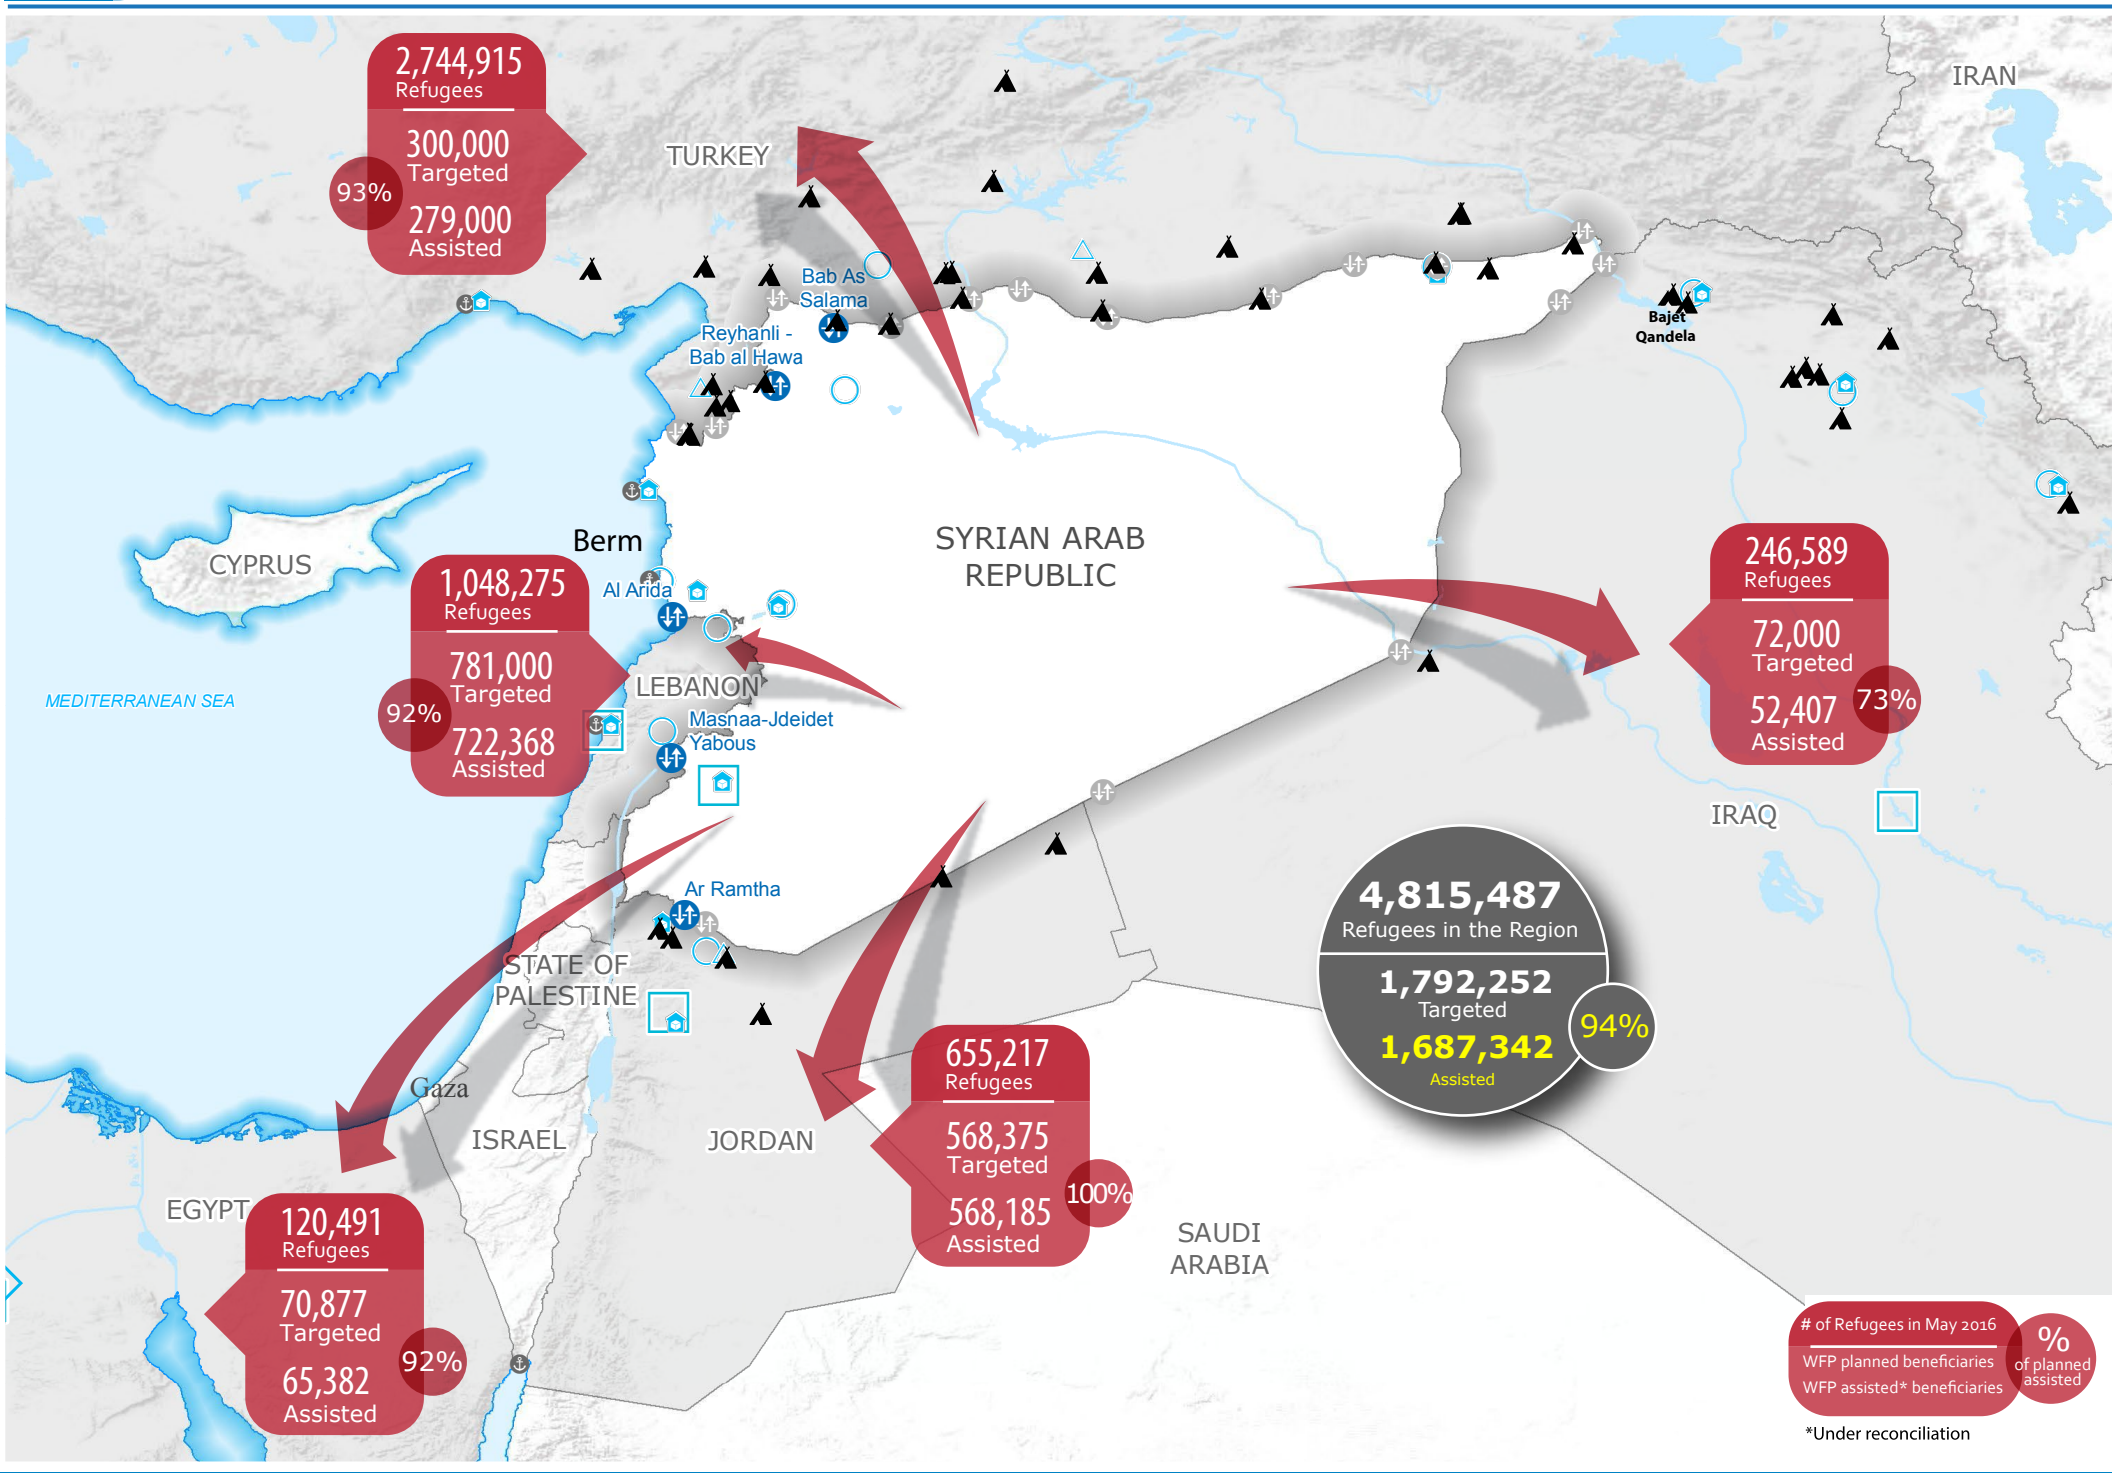 2,744,915
Refugees
300,000
Targeted
93%
279,000
Assisted
TURKEY
IRAN
Bab As
Salama
Reyhanli -
Bab al Hawa
Bajet
Qandela
CYPRUS
Berm
SYRIAN ARAB
REPUBLIC
Al Arida
1,048,275
Refugees
781,000
Targeted
92%
722,368
Assisted
246,589
Refugees
72,000
Targeted
73%
52,407
Assisted
MEDITERRANEAN SEA
LEBANON
Masnaa-Jdeidet
Yabous
IRAQ
Ar Ramtha
STATE OF
PALESTINE
4,815,487
Refugees in the Region
1,792,252
Targeted
94%
1,687,342
Assisted
Gaza
ISRAEL
JORDAN
655,217
Refugees
568,375
Targeted
100%
568,185
Assisted
EGYPT
120,491
Refugees
70,877
Targeted
92%
65,382
Assisted
SAUDI
ARABIA
# of Refugees in May 2016
WFP planned beneficiaries
WFP assisted* beneficiaries
%
of planned
assisted
*Under reconciliation